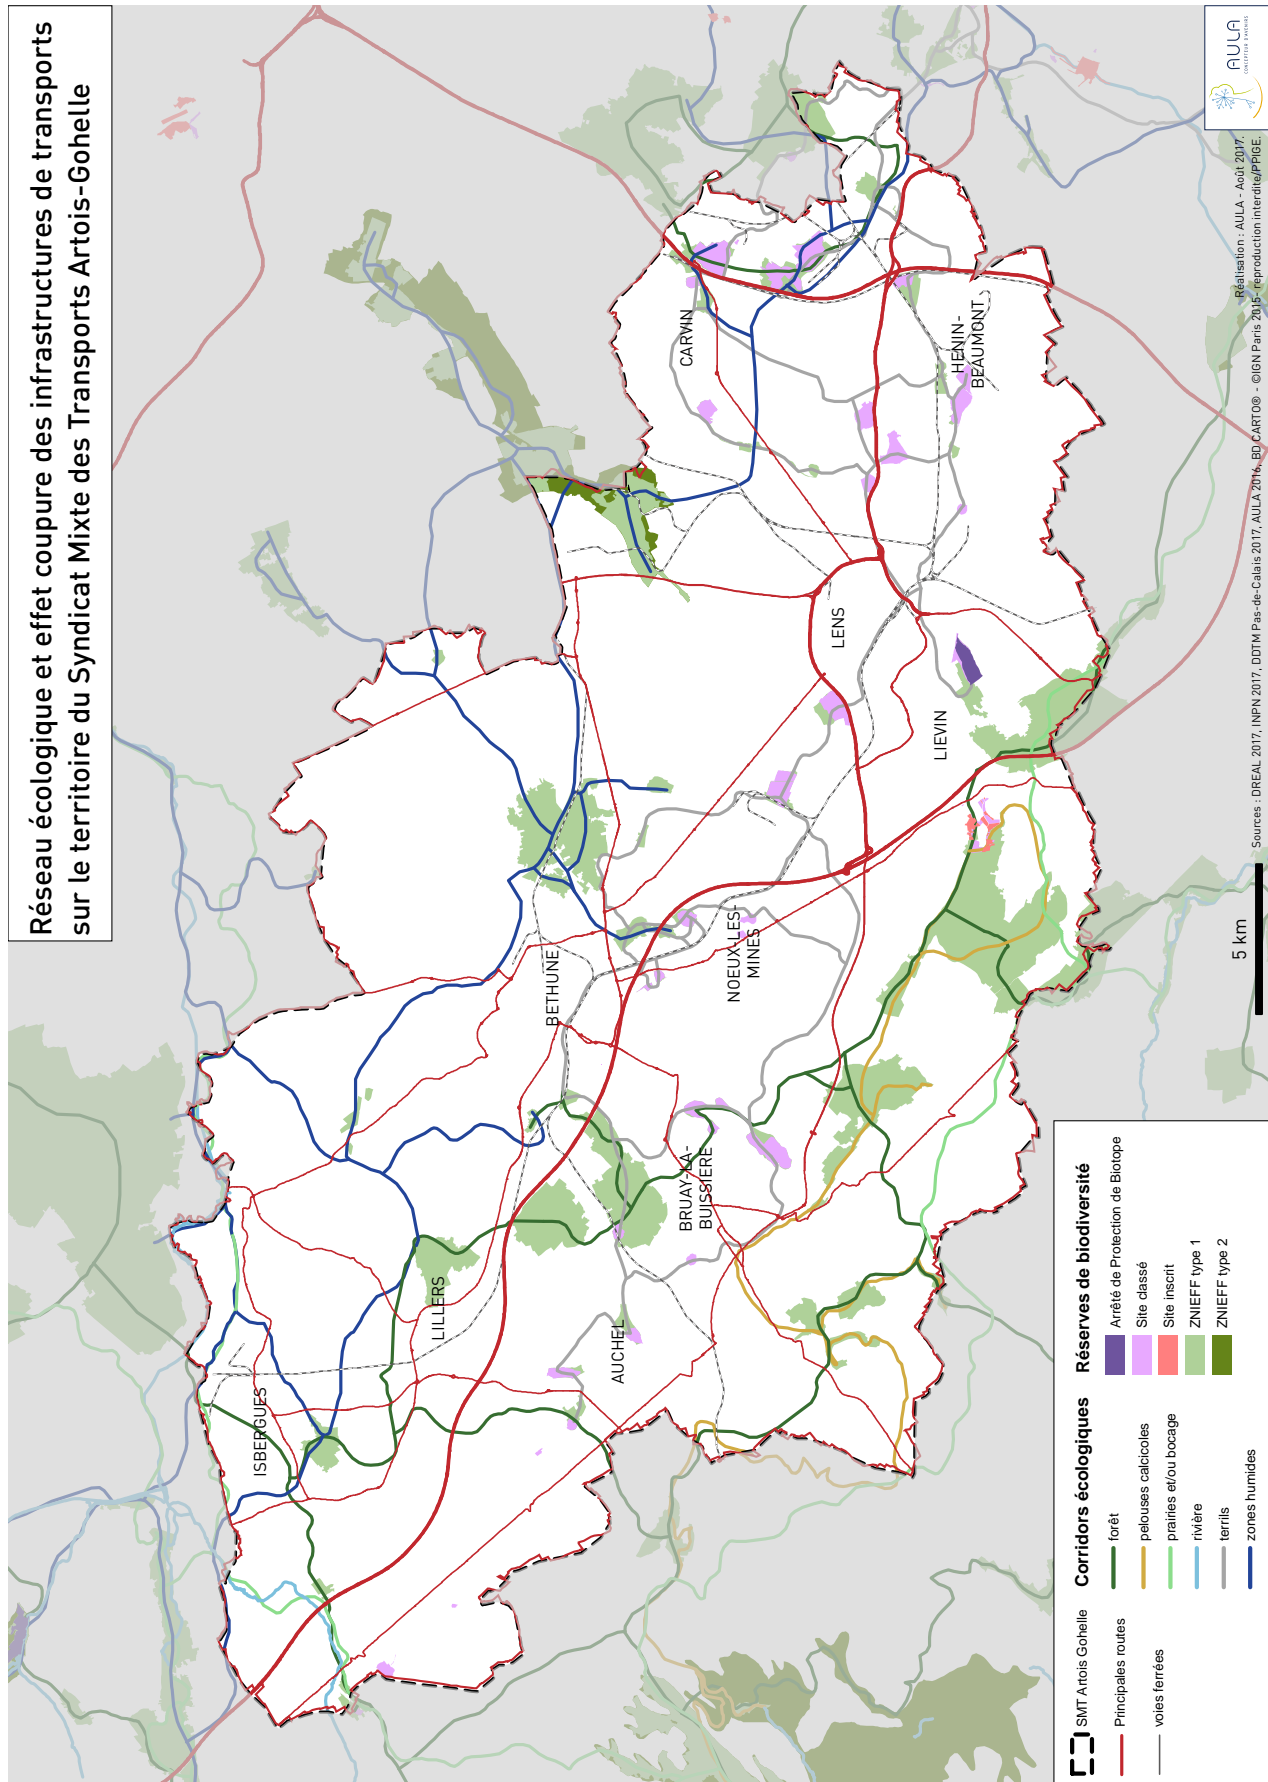 Réseau écologique et effet coupure des infrastructures de transports
sur le territoire du Syndicat Mixte des Transports Artois-Gohelle
ISBERGUES
LILLERS
AUCHEL
BETHUNE
BRUAY-LA-
BUISSIERE
NOEUX-LES-
MINES
LENS
LIEVIN
CARVIN
HENIN-
BEAUMONT
SMT Artois Gohelle
Principales routes
voies ferrées
Corridors écologiques
forêt
pelouses calcicoles
prairies et/ou bocage
rivière
terrils
zones humides
Réserves de biodiversité
Arrêté de Protection de Biotope
Site classé
Site inscrit
ZNIEFF type 1
ZNIEFF type 2
5 km
Réalisation : AULA - Août 2017.
Sources : DREAL 2017, INPN 2017, DDTM Pas-de-Calais 2017, AULA 2016, BD CARTO® - ©IGN Paris 2015- reproduction interdite/PPIGE.
AULA